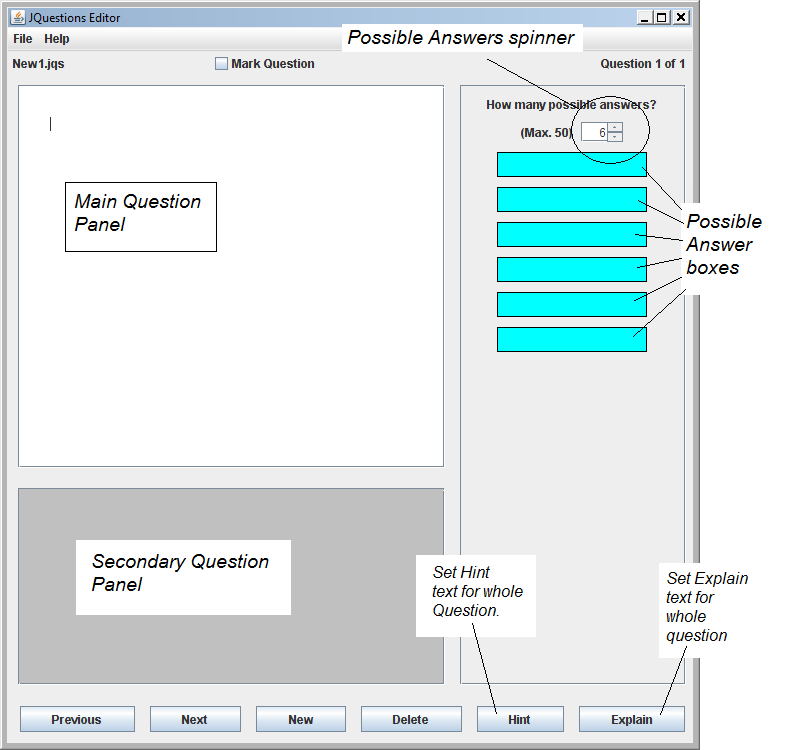 JQuestions Editor
File Help
Possible Answers spinner
New1.jqs Mark Question Question 1 of 1
How many possible answers?
(Max. 50) 6
Main Question
Panel
Possible
Answer
boxes
Secondary Question
Panel
Set Hint
text for whole
Question.
Set Explain
text for
whole
question
Previous Next New Delete Hint Explain